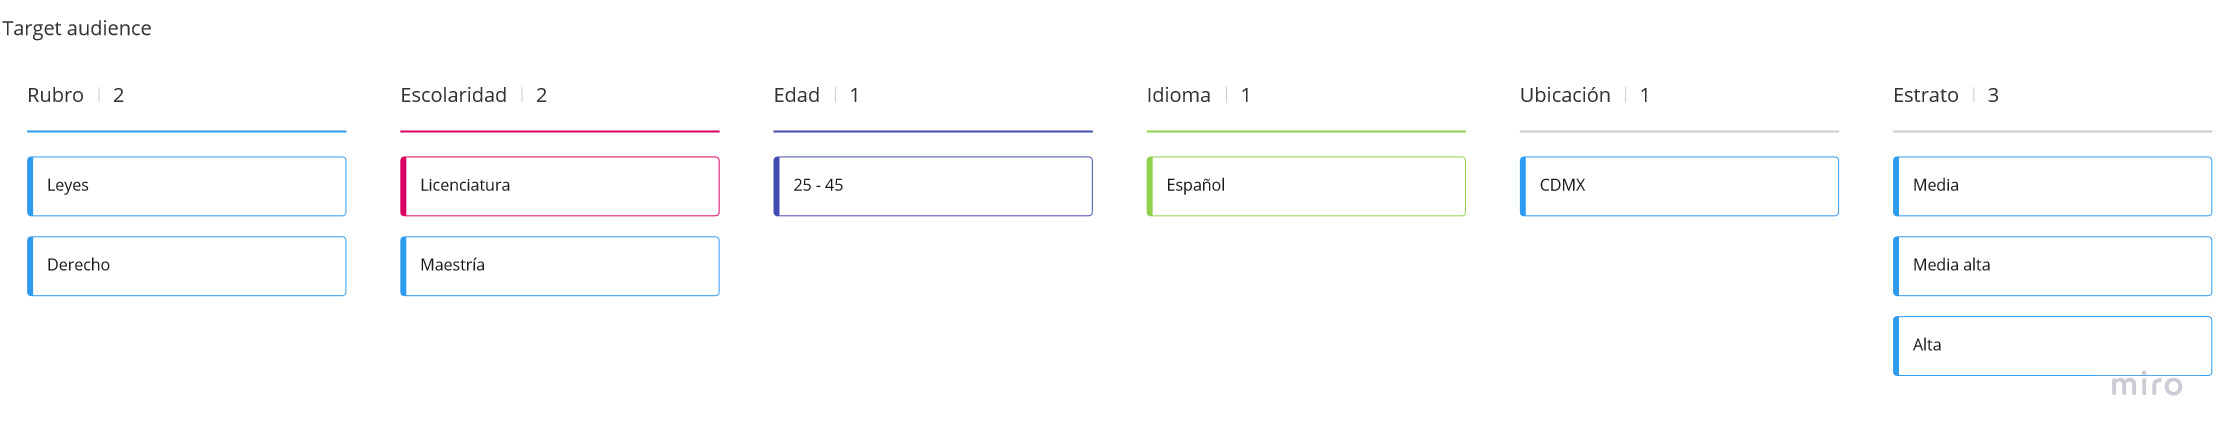 Target audience
Rubro | 2
Leyes
Derecho
Escolaridad | 2
Licenciatura
Maestría
Edad | 1
25 - 45
Idioma | 1
Español
Ubicación | 1
CDMX
Estrato | 3
Media
Media alta
Alta
miro